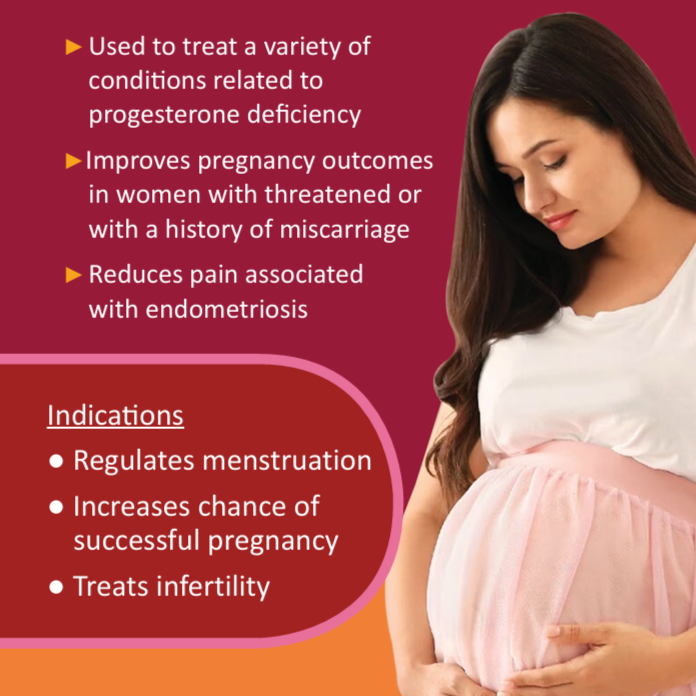 ► Used to treat a variety of
conditions related to
progesterone deficiency
►Improves pregnancy outcomes
in women with threatened or
with a history of miscarriage
► Reduces pain associated
with endometriosis
Indications
● Regulates menstruation
● Increases chance of
successful pregnancy
● Treats infertility